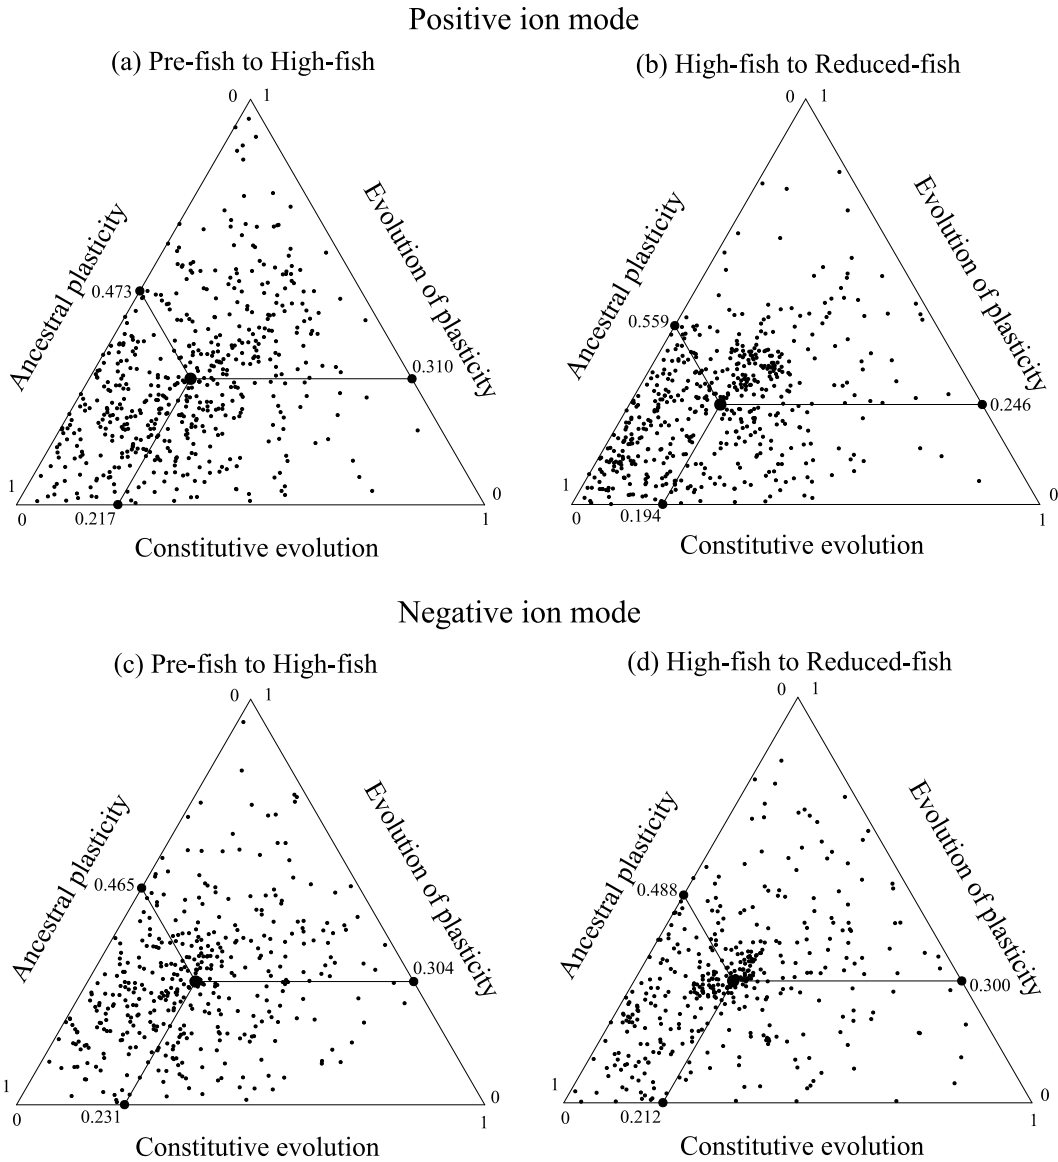 Positive ion mode
(a) Pre-fish to High-fish
(b) High-fish to Reduced-fish
0 1
0 1
Ancestral plasticity
Evolution of plasticity
Ancestral plasticity
Evolution of plasticity
0.473
0.559
0.310
0.246
1
0
1
0
0
0.217
1
0
0.194
1
Constitutive evolution
Constitutive evolution
Negative ion mode
(c) Pre-fish to High-fish
(d) High-fish to Reduced-fish
0 1
0 1
Ancestral plasticity
Evolution of plasticity
Ancestral plasticity
Evolution of plasticity
0.465
0.488
0.304
0.300
1
0
1
0
0
0.231
1
0
0.212
1
Constitutive evolution
Constitutive evolution